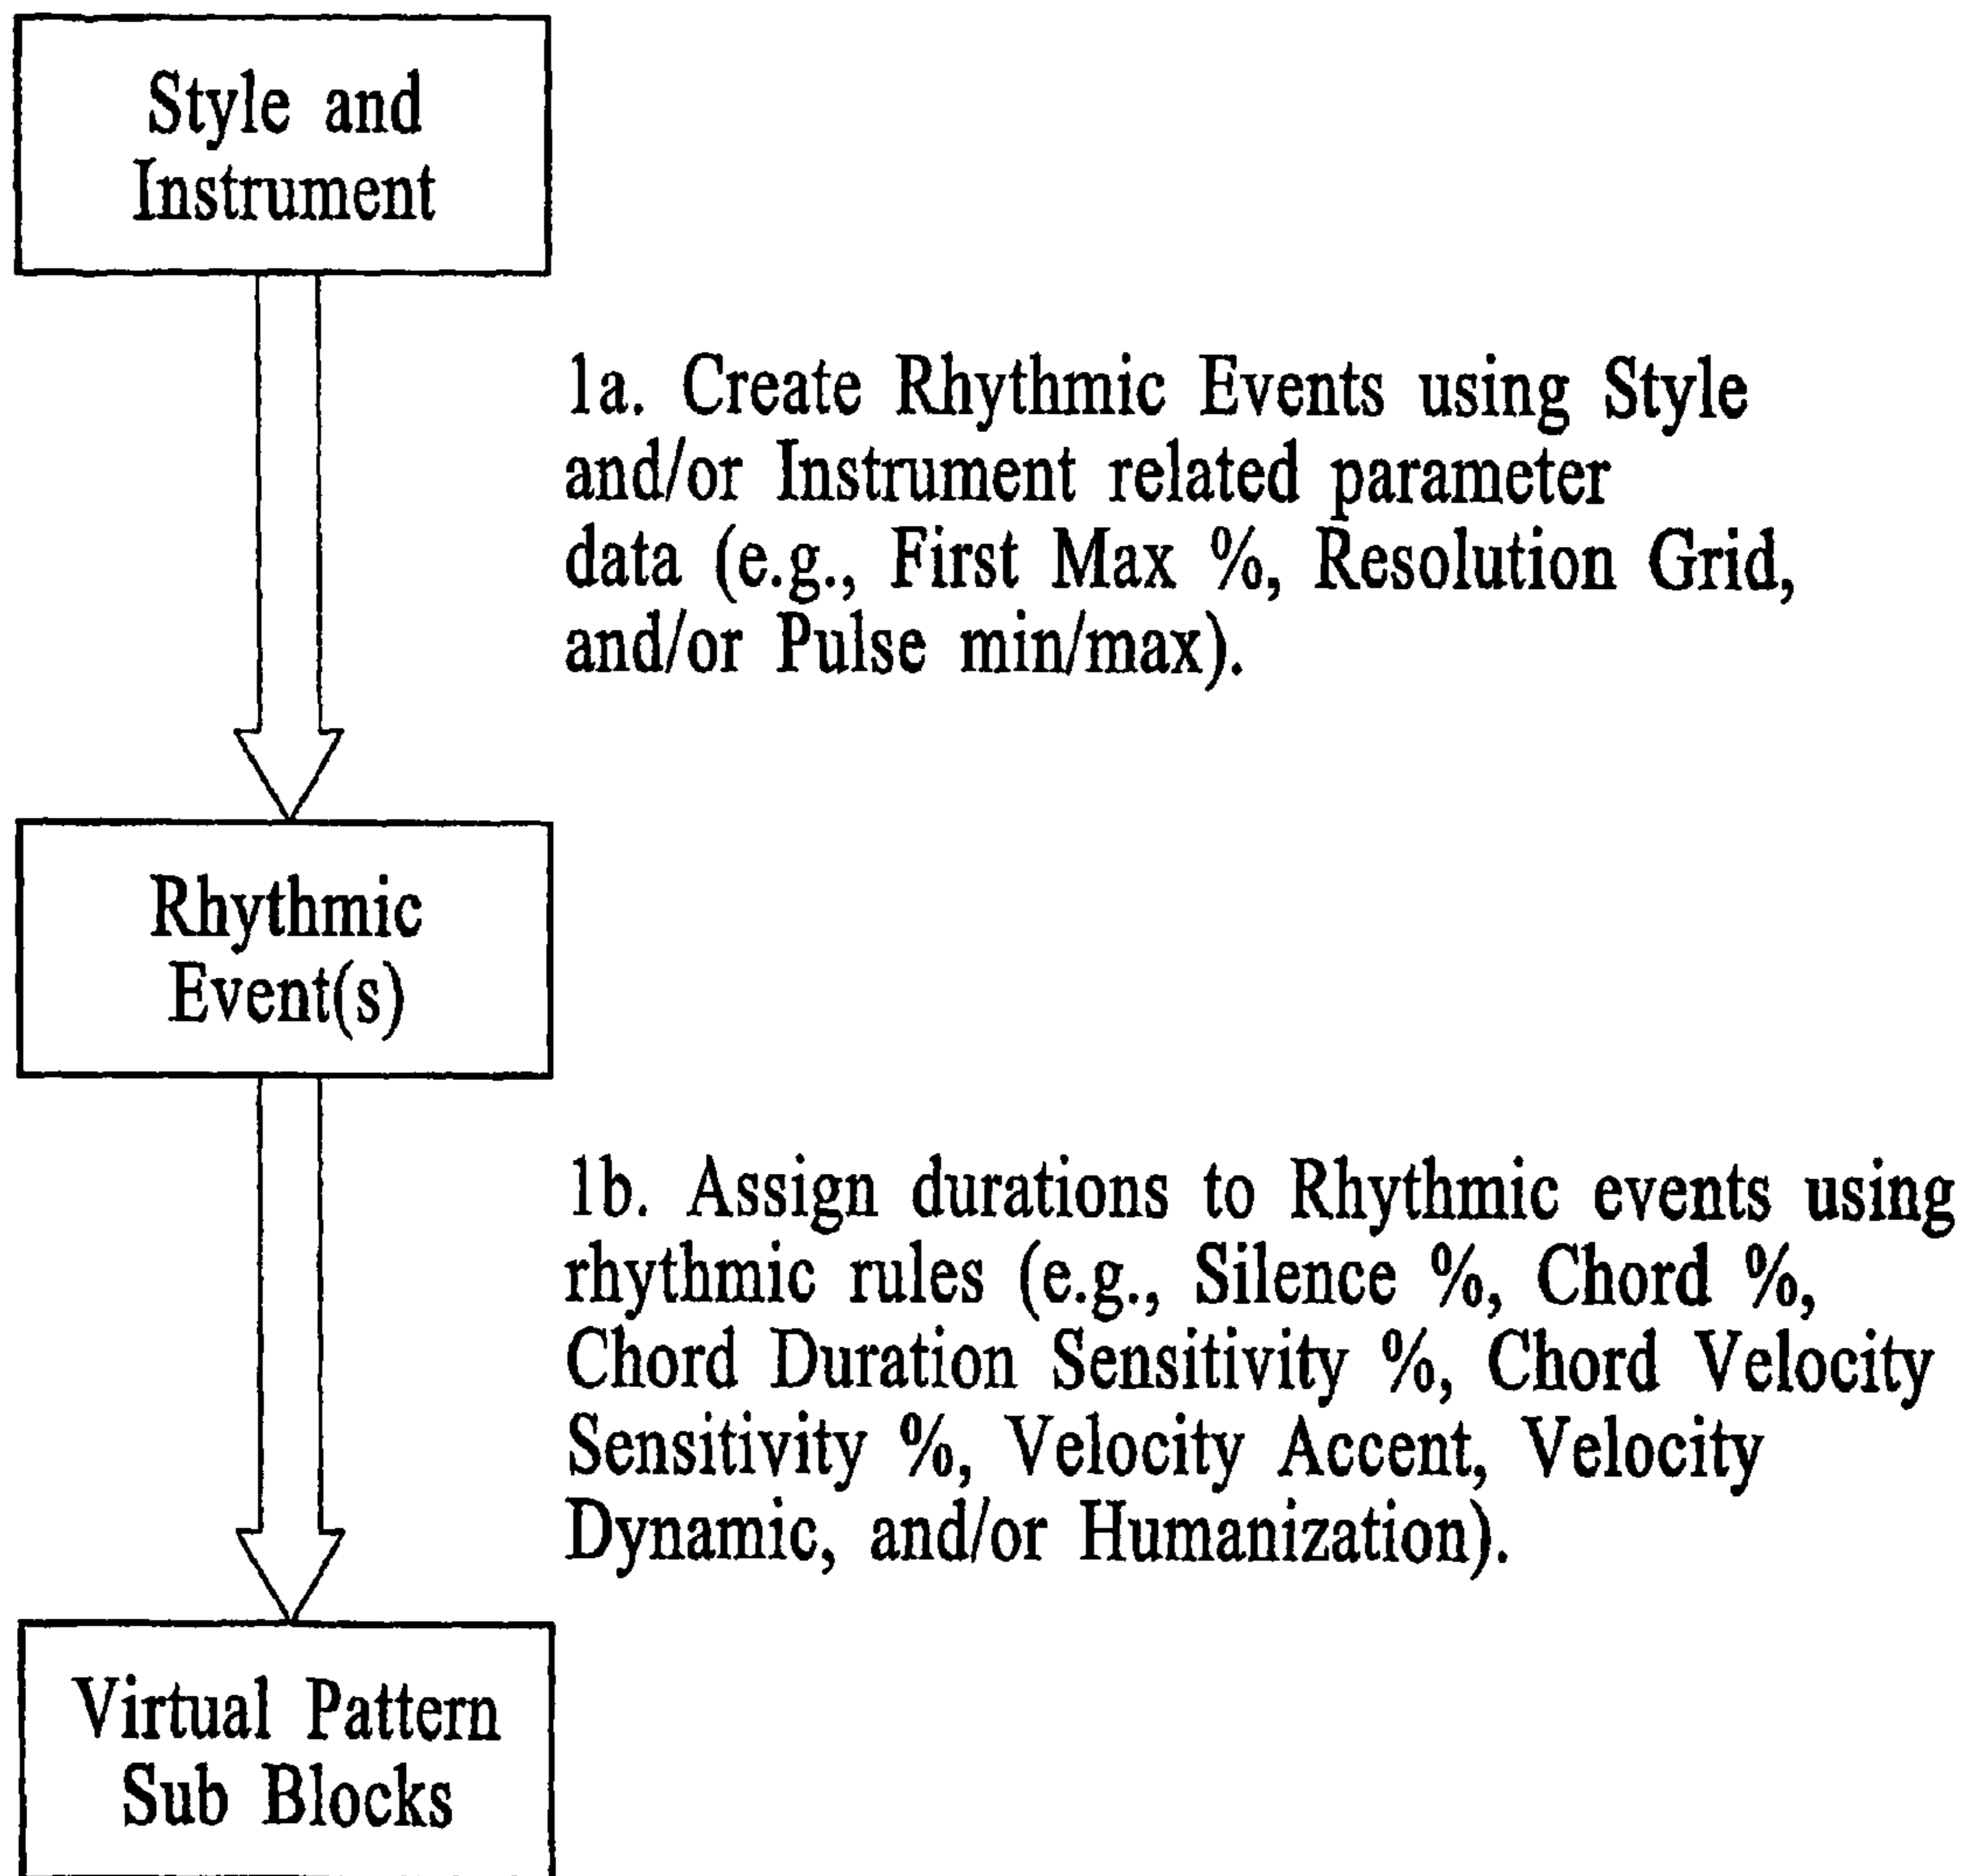 Style and
Instrument
1a. Create Rhythmic Events using Style
and/or Instrument related parameter
data (e.g., First Max %, Resolution Grid,
and/or Pulse min/max).
Rhythmic
Event(s)
1b. Assign durations to Rhythmic events using
rhythmic rules (e.g., Silence %, Chord %,
Chord Duration Sensitivity %, Chord Velocity
Sensitivity %, Velocity Accent, Velocity
Dynamic, and/or Humanization).
Virtual Pattern
Sub Blocks